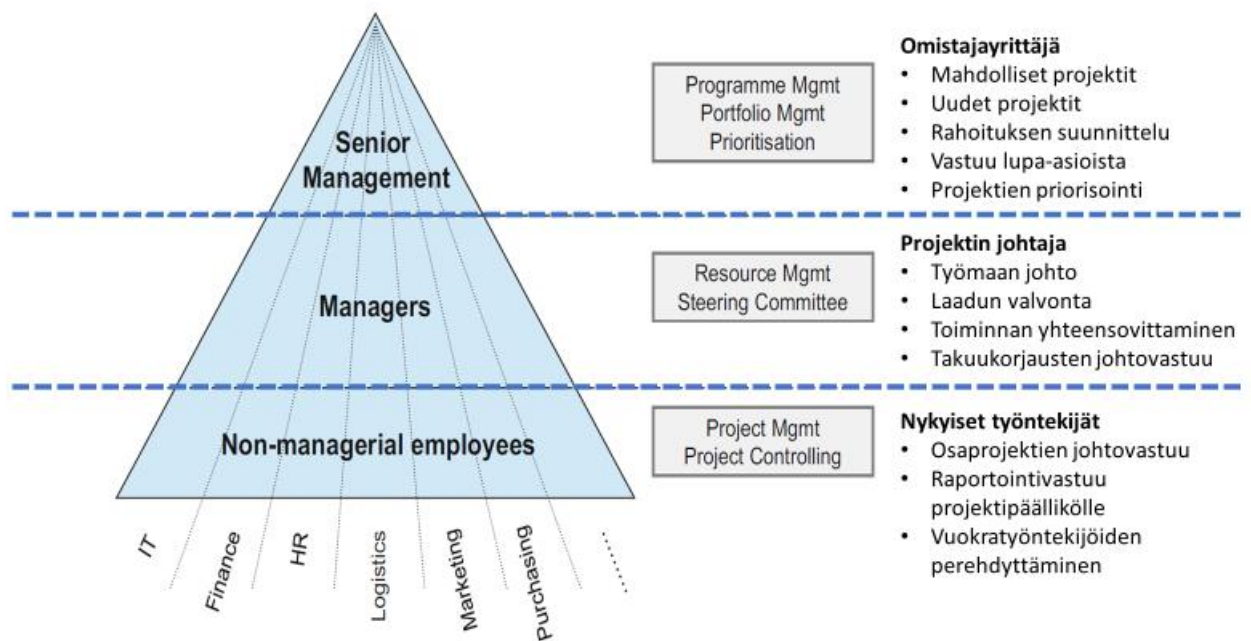 Senior
Management
Programme Mgmt
Portfolio Mgmt
Prioritisation
Omistajayrittäjä
• Mahdolliset projektit
• Uudet projektit
• Rahoituksen suunnittelu
• Vastuu lupa-asioista
• Projektien priorisointi
Managers
Resource Mgmt
Steering Committee
Projektin johtaja
• Työmaan johto
• Laadun valvonta
• Toiminnan yhteensovittaminen
• Takuukorjausten johtovastuu
Non-managerial employees
Project Mgmt
Project Controlling
Nykyiset työntekijät
• Osaprojektien johtovastuu
• Raportointivastuu
projektipäällikölle
• Vuokratyöntekijöiden
perehdyttäminen
IT
Finance
HR
Logistics
Marketing
Purchasing
.......